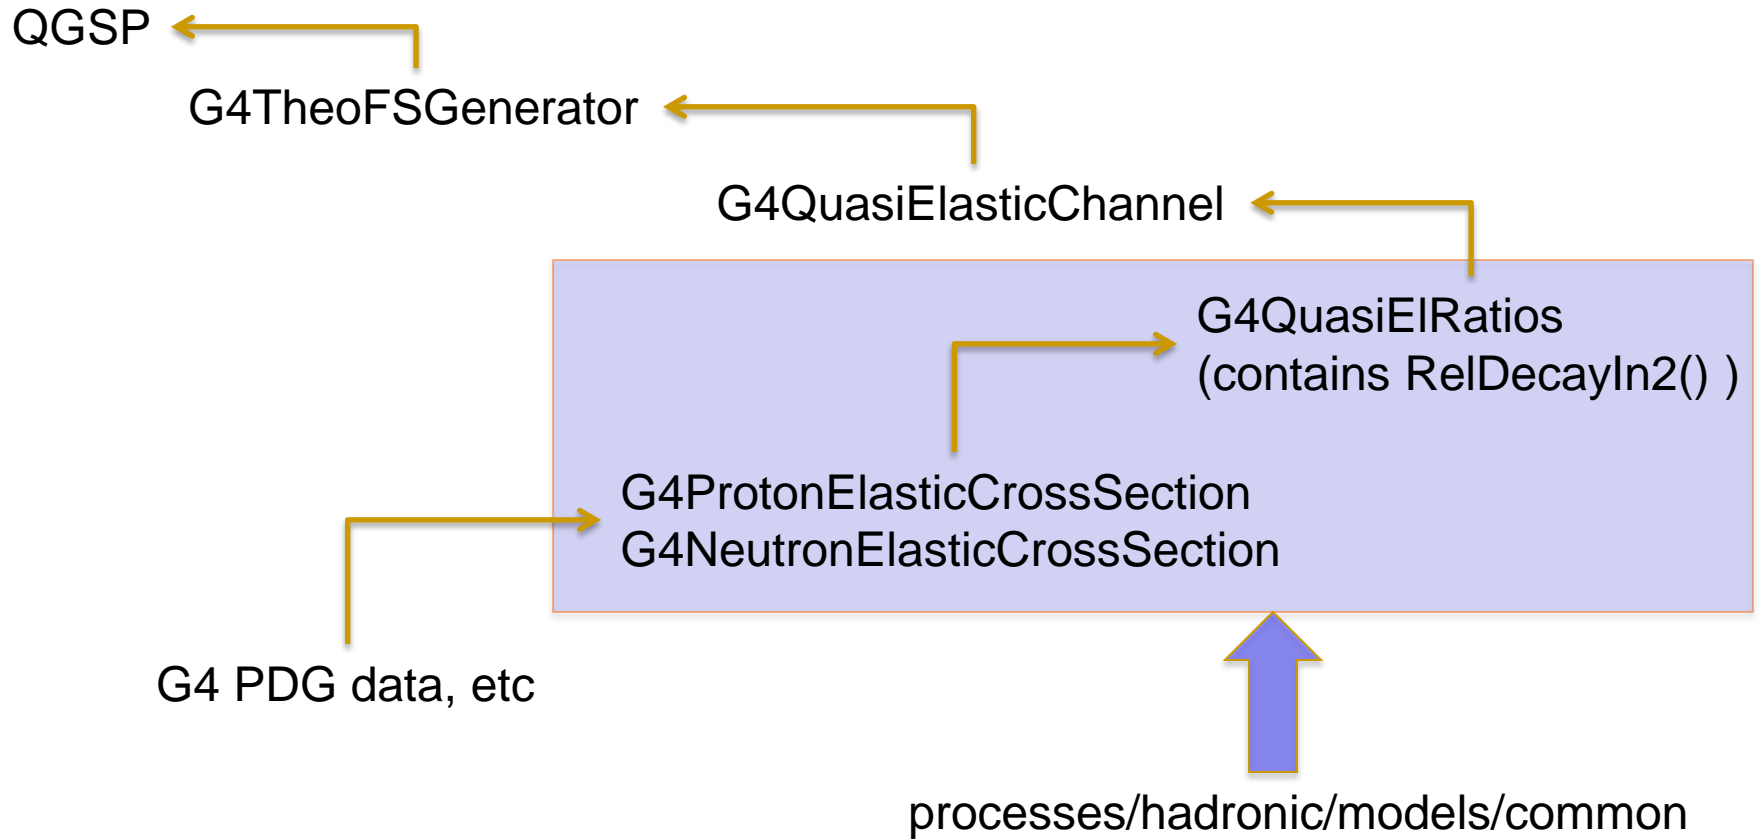 QGSP
G4TheoFSGenerator
G4QuasiElasticChannel
G4QuasiElRatios
(contains RelDecayIn2() )
G4ProtonElasticCrossSection
G4NeutronElasticCrossSection
G4 PDG data, etc
processes/hadronic/models/common